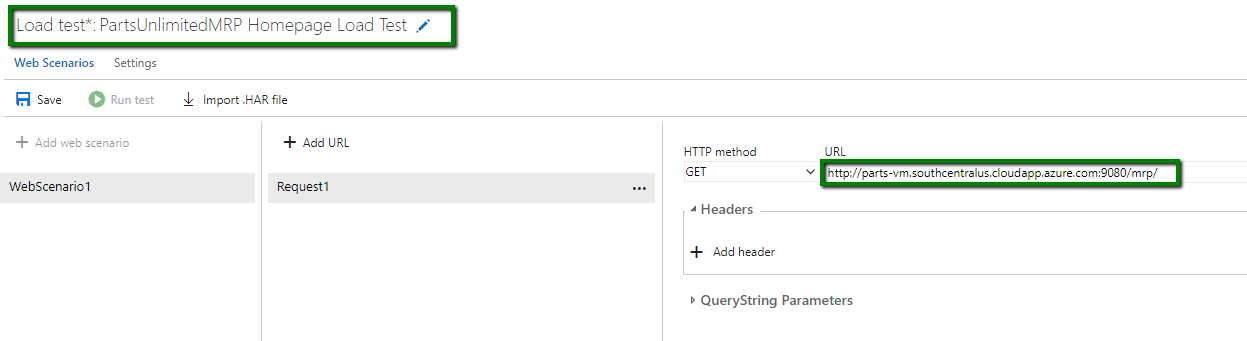 Load test*: PartsUnlimitedMRP Homepage Load Test
Web Scenarios Settings
Save Run test Import .HAR file
Add web scenario
WebScenario1
Add URL
Request1
HTTP method URL
GET http://parts-vm.southcentralus.cloudapp.azure.com:9080/mrp/
Headers
Add header
QueryString Parameters